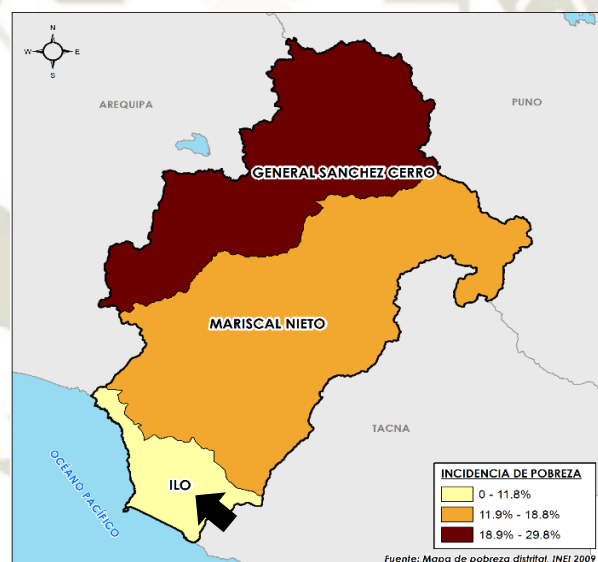 N
W E
S
AREQUIPA
PUNO
GENERAL SANCHEZ CERRO
MARISCAL NIETO
TACNA
OCEANO PACÍFICO
ILO
INCIDENCIA DE POBREZA
0 - 11.8%
11.9% - 18.8%
18.9% - 29.8%
Fuente: Mapa de pobreza distrital, INEI 2009